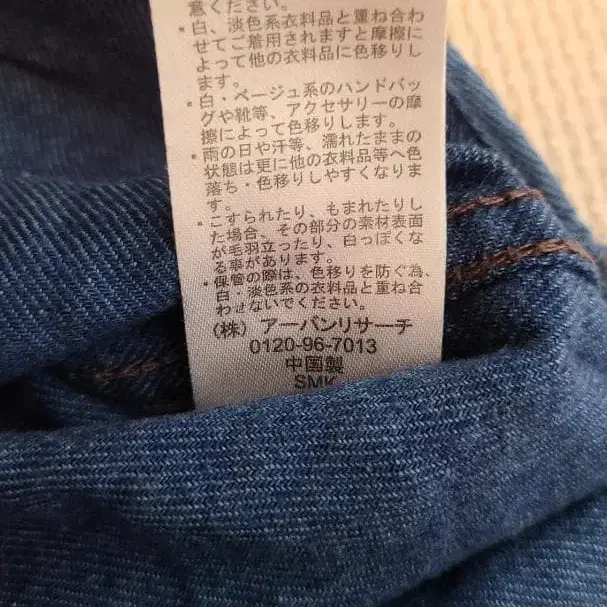 意ください。
・白、淡色系衣料品と重ね合わ
せてご着用されますと摩擦に
よって他の衣料品に色移りし
ます。
・白・ベージュ系のハンドバッ
グや靴等、アクセサリーの摩
擦によって色移りします。
・雨の日や汗等、濡れたままの
状態は更に他の衣料品等へ色
落ち・色移りしやすくなりま
す。
・こすられたり、もまれたりし
た場合、その部分の素材表面
が毛羽立ったり、白っぽくな
る事があります。
・保管の際は、色移りを防ぐ為、
白・淡色系の衣料品と重ね合
わせないでください。
(株) アーバンリサーチ
0120-96-7013
中国製
SMK